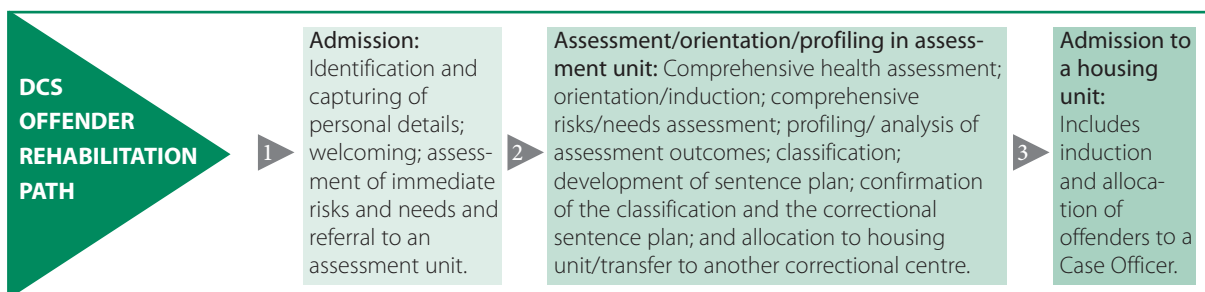 DCS
OFFENDER
REHABILITATION
PATH
1
Admission:
Identification and
capturing of
personal details;
welcoming; assess-
ment of immediate
risks and needs and
referral to an
assessment unit.
2
Assessment/orientation/profiling in assess-
ment unit: Comprehensive health assessment;
orientation/induction; comprehensive
risks/needs assessment; profiling/ analysis of
assessment outcomes; classification;
development of sentence plan; confirmation
of the classification and the correctional
sentence plan; and allocation to housing
unit/transfer to another correctional centre.
3
Admission to
a housing
unit:
Includes
induction
and alloca-
tion of
offenders to a
Case Officer.